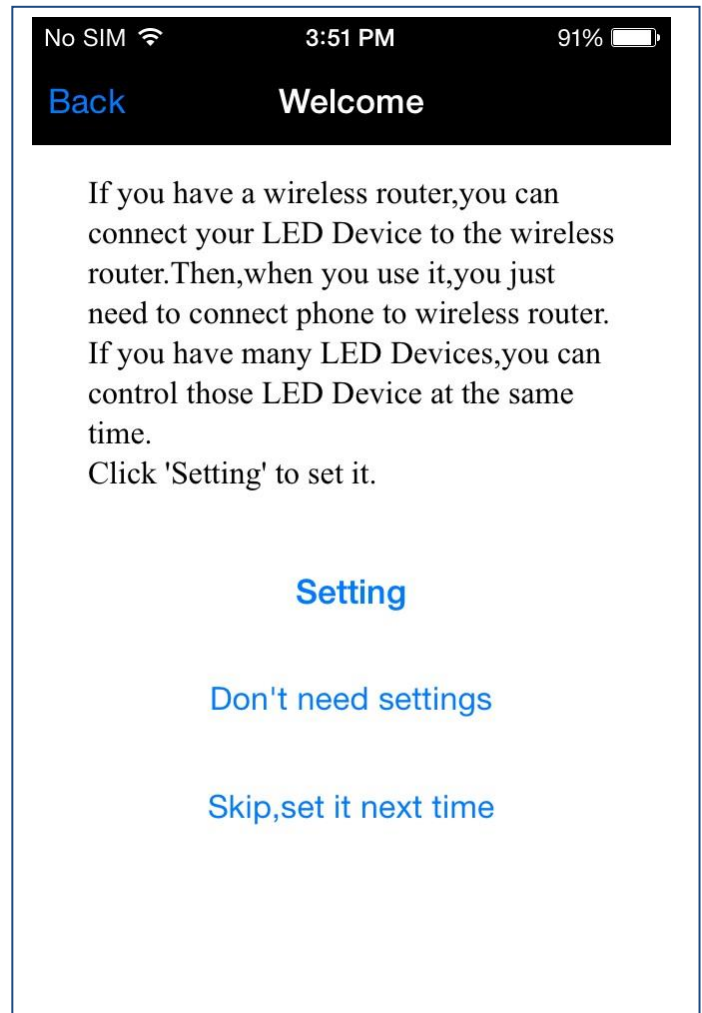 No SIM 3:51 PM 91%
Back Welcome
If you have a wireless router,you can
connect your LED Device to the wireless
router.Then,when you use it,you just
need to connect phone to wireless router.
If you have many LED Devices,you can
control those LED Device at the same
time.
Click 'Setting' to set it.
Setting
Don't need settings
Skip,set it next time